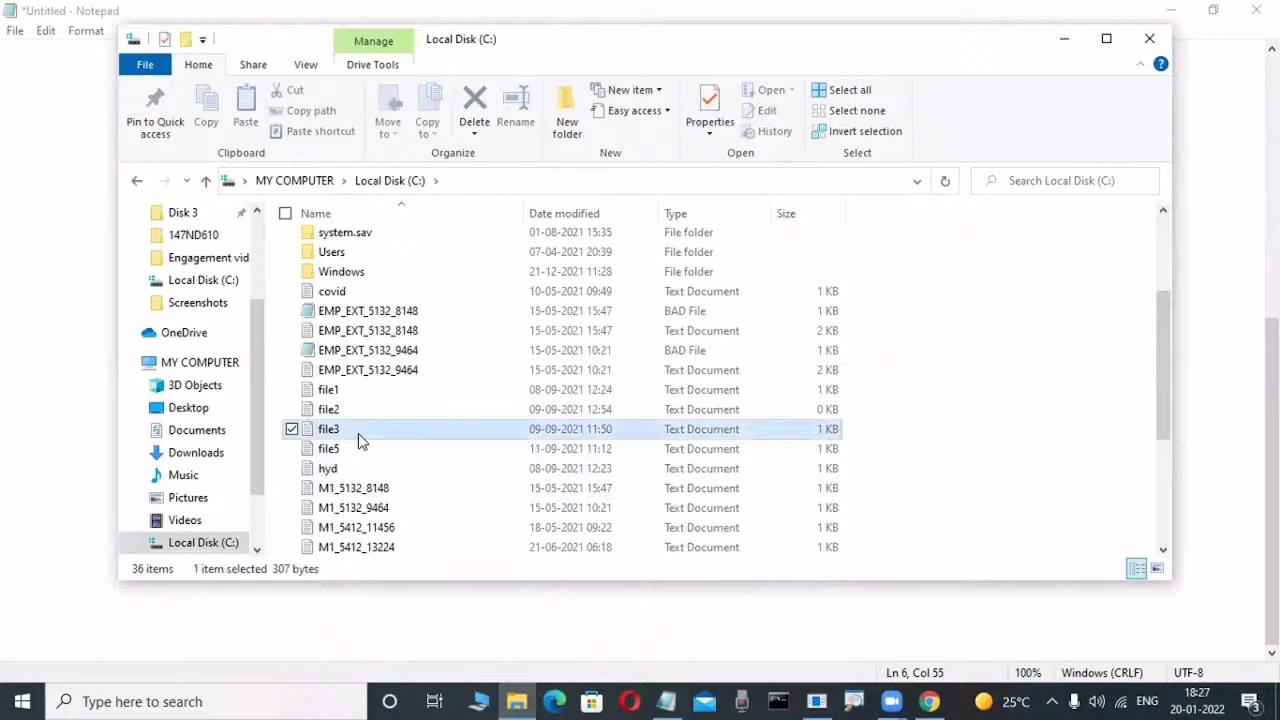 *Untitled - Notepad
File Edit Format
Manage Local Disk (C:)
File Home Share View Drive Tools
Pin to Quick access
Copy
Paste
Cut
Copy path
Paste shortcut
Clipboard
Move to
Copy to
Delete
Rename
Organize
New folder
New item
Easy access
New
Properties
Open
Edit
History
Open
Select all
Select none
Invert selection
Select
MY COMPUTER > Local Disk (C:) >
Search Local Disk (C:)
Disk 3
147ND610
Engagement vid
Local Disk (C:)
Screenshots
OneDrive
MY COMPUTER
3D Objects
Desktop
Documents
Downloads
Music
Pictures
Videos
Local Disk (C:)
Name Date modified Type Size
system.sav 01-08-2021 15:35 File folder
Users 07-04-2021 20:39 File folder
Windows 21-12-2021 11:28 File folder
covid 10-05-2021 09:49 Text Document 1 KB
EMP_EXT_5132_8148 15-05-2021 15:47 BAD File 1 KB
EMP_EXT_5132_8148 15-05-2021 15:47 Text Document 2 KB
EMP_EXT_5132_9464 15-05-2021 10:21 BAD File 1 KB
EMP_EXT_5132_9464 15-05-2021 10:21 Text Document 2 KB
file1 08-09-2021 12:24 Text Document 1 KB
file2 09-09-2021 12:54 Text Document 0 KB
file3 09-09-2021 11:50 Text Document 1 KB
file5 11-09-2021 11:12 Text Document 1 KB
hyd 08-09-2021 12:23 Text Document 1 KB
M1_5132_8148 15-05-2021 15:47 Text Document 1 KB
M1_5132_9464 15-05-2021 10:21 Text Document 1 KB
M1_5412_11456 18-05-2021 09:22 Text Document 1 KB
M1_5412_13224 21-06-2021 06:18 Text Document 1 KB
36 items 1 item selected 307 bytes
Ln 6, Col 55 100% Windows (CRLF) UTF-8
Type here to search
25°C
ENG
18:27
20-01-2022
3